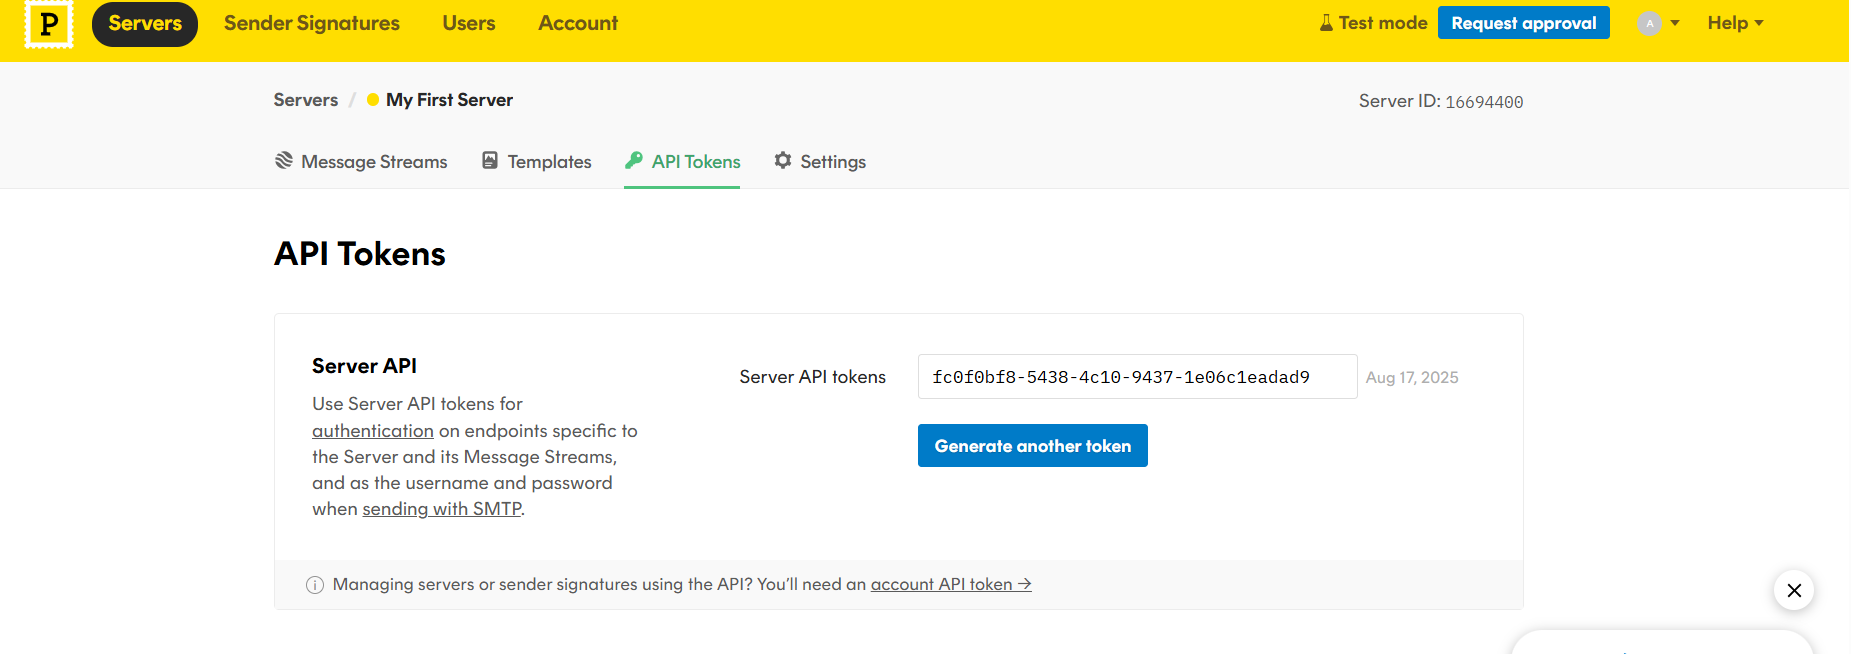 P Servers Sender Signatures Users Account Test mode Request approval A Help
Servers / My First Server Server ID: 16694400
Message Streams Templates API Tokens Settings
API Tokens
Server API
Use Server API tokens for
authentication on endpoints specific to
the Server and its Message Streams,
and as the username and password
when sending with SMTP.
Server API tokens fc0f0bf8-5438-4c10-9437-1e06c1eadad9 Aug 17, 2025
Generate another token
Managing servers or sender signatures using the API? You’ll need an account API token →